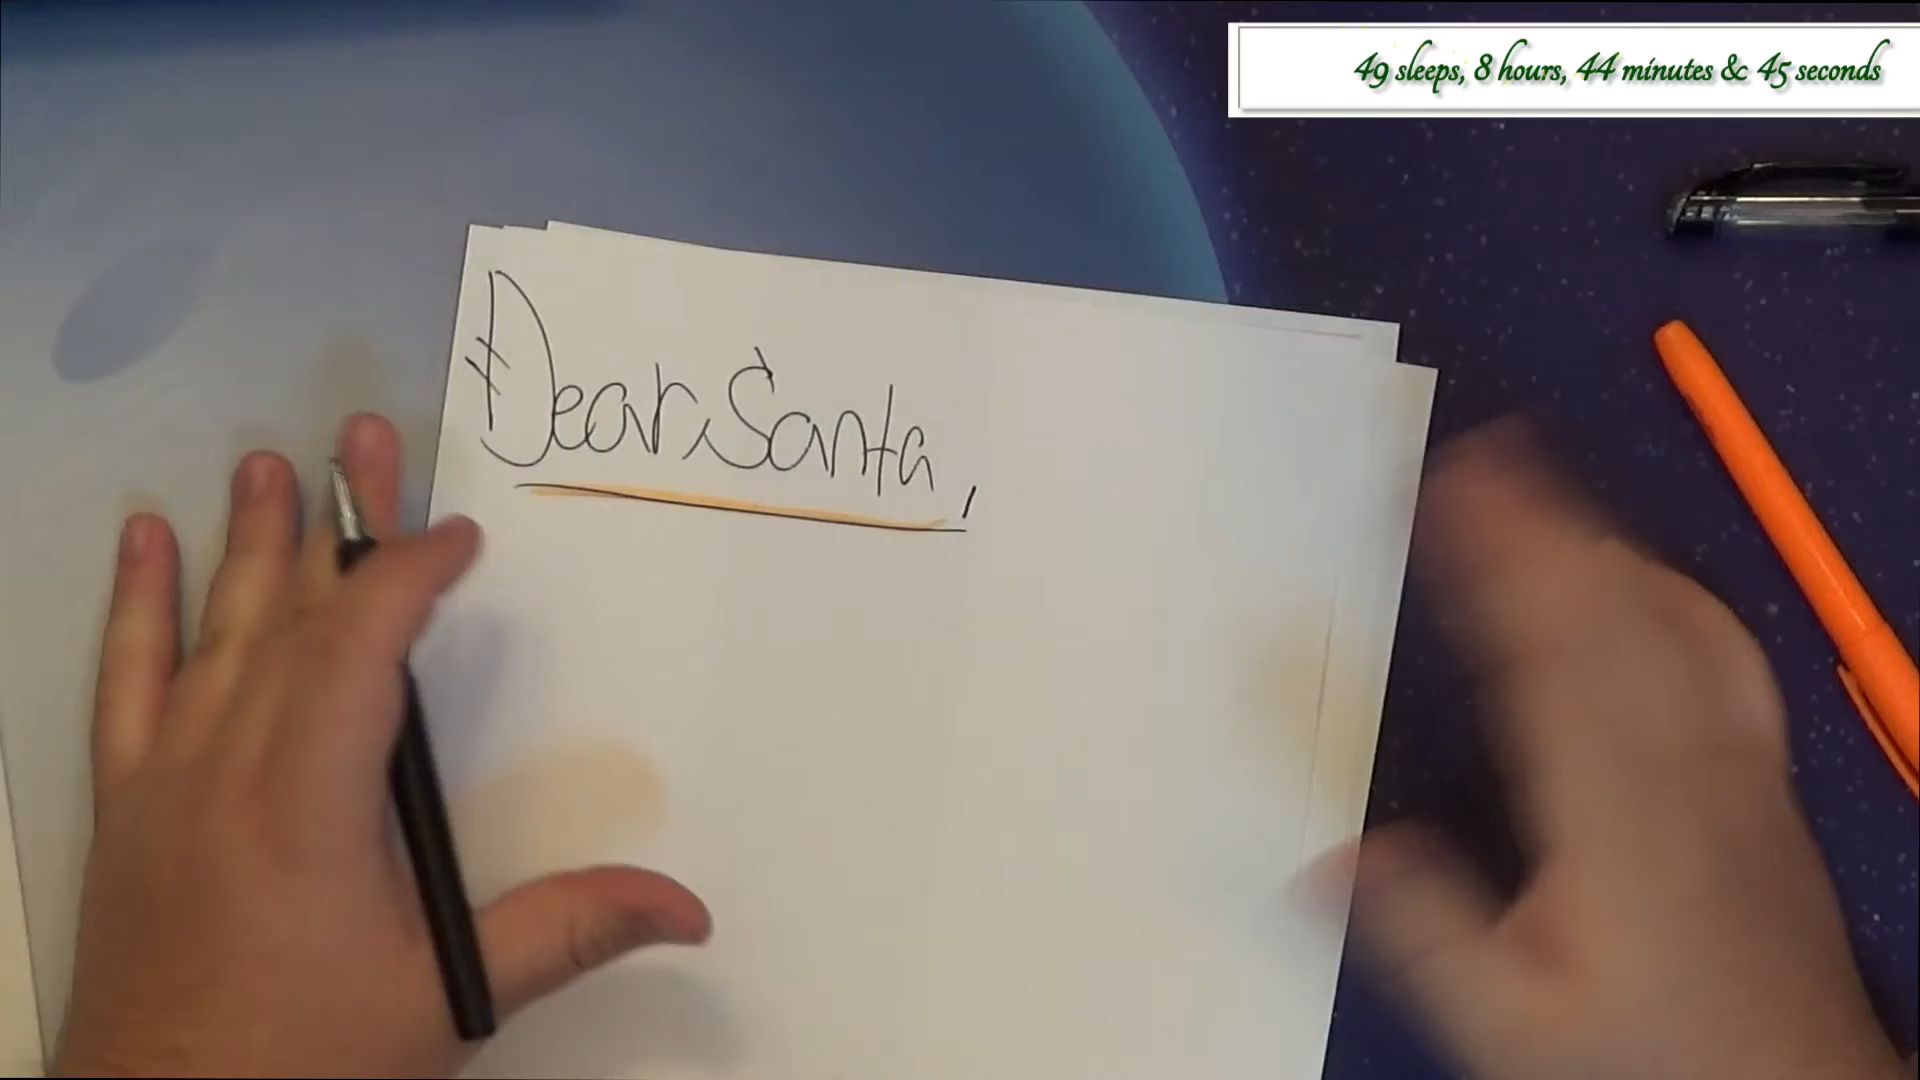 49 sleeps, 8 hours, 44 minutes & 45 seconds
Dear Santa,